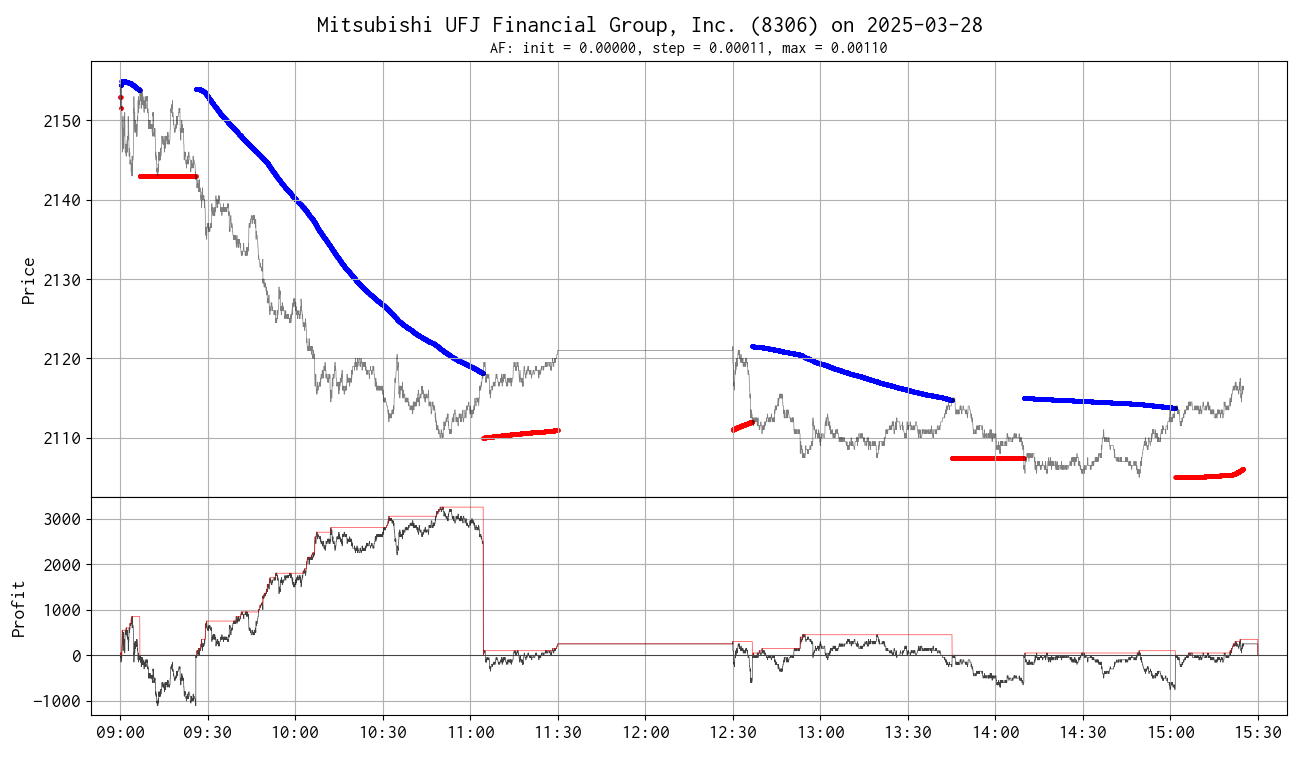 Mitsubishi UFJ Financial Group, Inc. (8306) on 2025-03-28
AF: init = 0.00000, step = 0.00011, max = 0.00110
Price
2150
2140
2130
2120
2110
Profit
3000
2000
1000
0
−1000
09:00 09:30 10:00 10:30 11:00 11:30 12:00 12:30 13:00 13:30 14:00 14:30 15:00 15:30